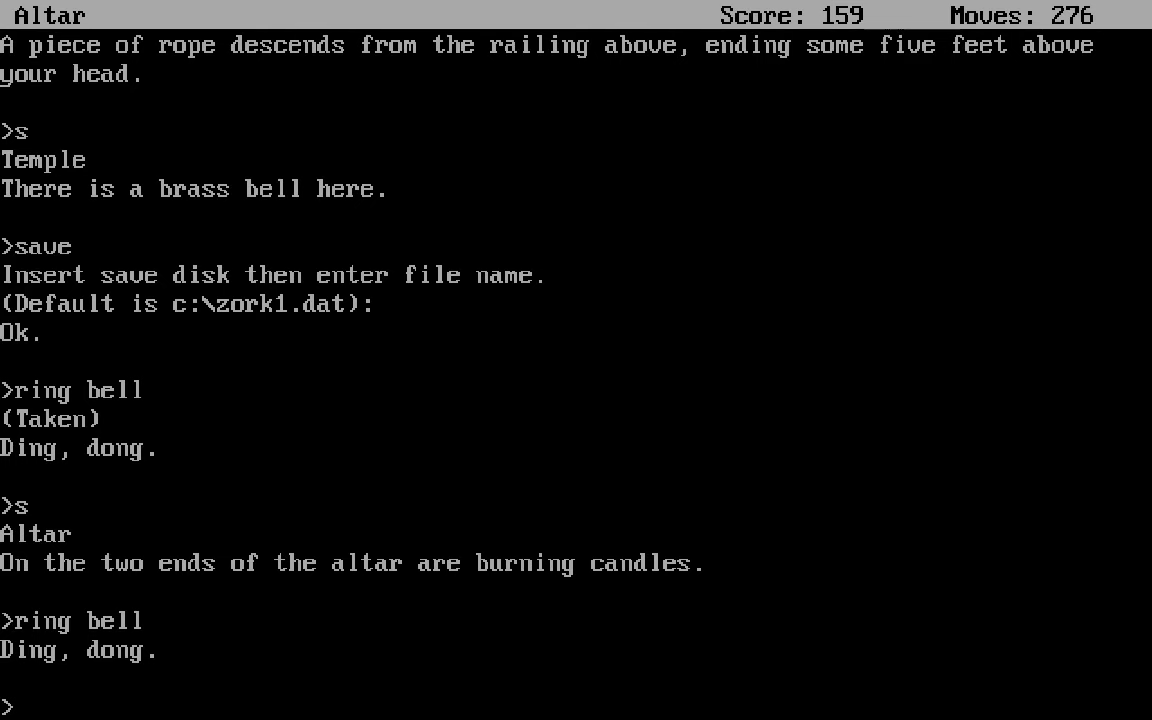 Altar Score: 159 Moves: 276
A piece of rope descends from the railing above, ending some five feet above
your head.
>s
Temple
There is a brass bell here.
>save
Insert save disk then enter file name.
(Default is c:\zork1.dat):
Ok.
>ring bell
(Taken)
Ding, dong.
>s
Altar
On the two ends of the altar are burning candles.
>ring bell
Ding, dong.
>